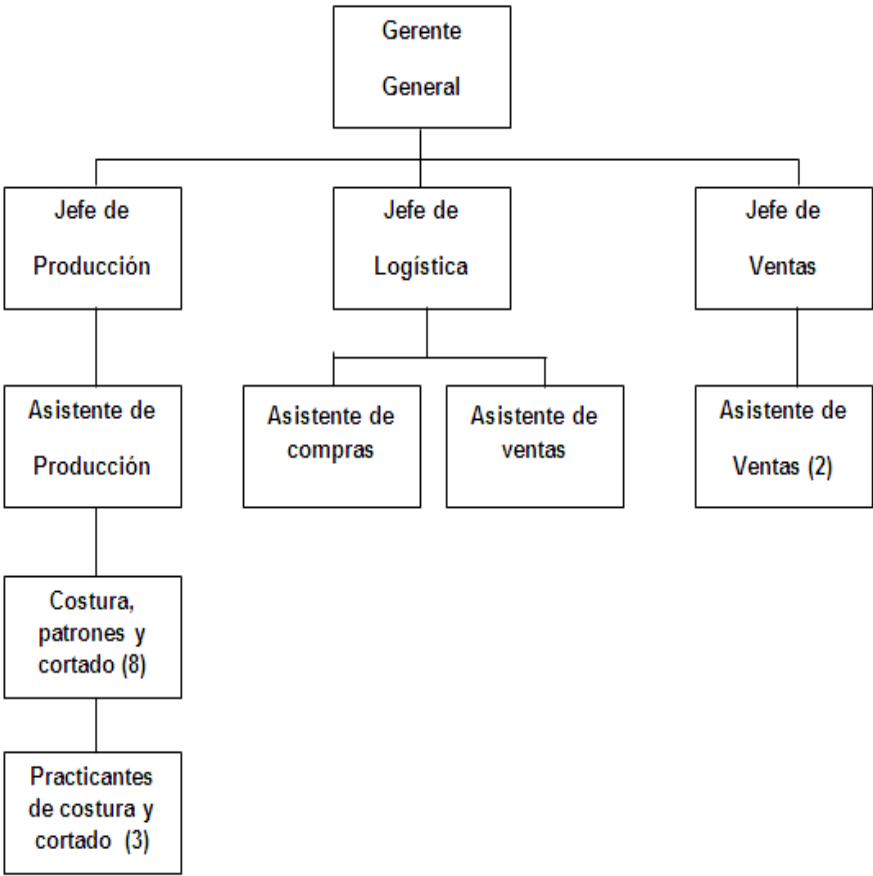 Gerente
General
Jefe de
Producción
Jefe de
Logística
Jefe de
Ventas
Asistente de
Producción
Asistente de
compras
Asistente de
ventas
Asistente de
Ventas (2)
Costura,
patrones y
cortado (8)
Practicantes
de costura y
cortado (3)